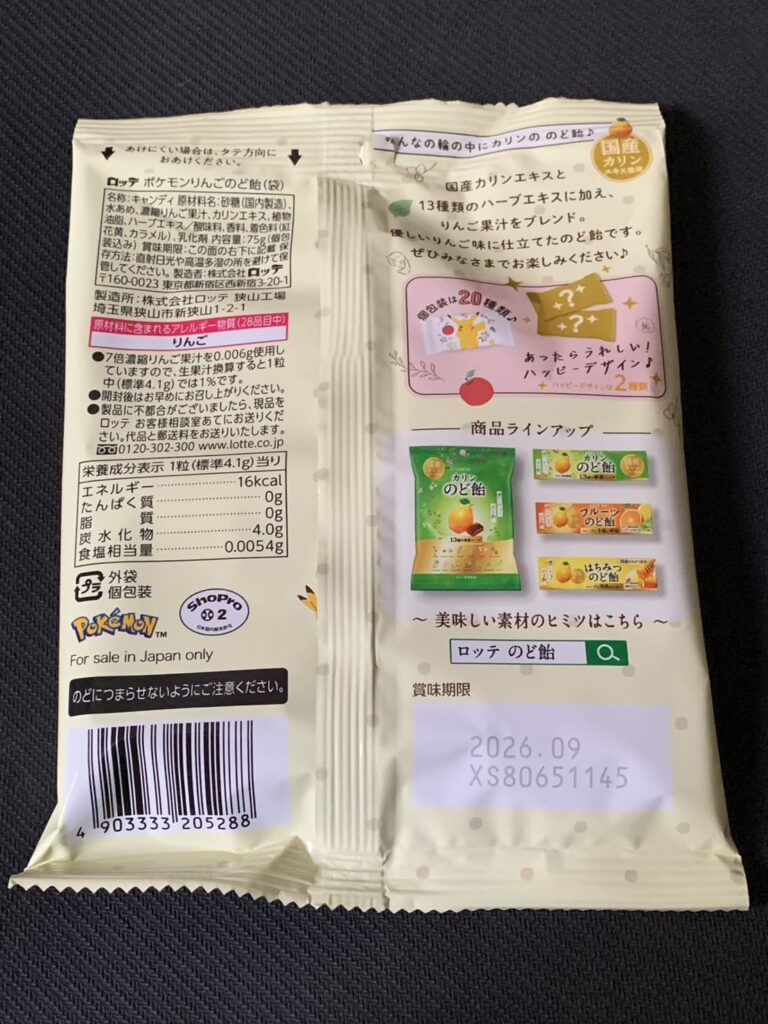 あけにくい場合は、タテ方向に
おあけください。
ロッテ ポケモンりんごのど飴(袋)
名称:キャンディ 原材料名:砂糖(国内製造)、
水あめ、濃縮りんご果汁、カリンエキス、植物
油脂、ハーブエキス/酸味料、香料、着色料(紅
花黄、カラメル)、乳化剤 内容量:75g(個包
装込み) 賞味期限:この面の右下に記載 保
存方法:直射日光や高温多湿の所を避けて保
管してください。製造者:株式会社ロッテ
〒160-0023 東京都新宿区西新宿3-20-1
製造所:株式会社ロッテ 狭山工場
埼玉県狭山市新狭山1-2-1
原材料に含まれるアレルギー物質(28品目中)
りんご
●7倍濃縮りんご果汁を0.006g使用し
ていますので、生果汁換算すると1粒
中(標準4.1g)では1%です。
●開封後はお早めにお召し上がりください。
●製品に不都合がございましたら、現品を
ロッテ お客様相談室あてにお送りくだ
さい。代品と郵送料をお送りいたします。
0120-302-300 www.lotte.co.jp
栄養成分表示 1粒(標準4.1g)当り
エネルギー 16kcal
たんぱく質 0g
脂質 0g
炭水化物 4.0g
食塩相当量 0.0054g
プラ
外袋
個包装
POKéMON TM
ShoPro
2
日本国内販売許可
For sale in Japan only
のどにつまらせないようにご注意ください。
4 903333 205288
んなの輪の中にカリンの のど飴♪
国産
カリン
エキス使用
国産カリンエキスと
13種類のハーブエキスに加え、
りんご果汁をブレンド。
優しいりんご味に仕立てたのど飴です。
ぜひみなさまでお楽しみください♪
個包装は20種類♪
?
?
あったらうれしい!
ハッピーデザイン♪
ハッピーデザインは2種類
商品ラインアップ
カリン
のど飴
カリン
のど飴
フルーツ
のど飴
はちみつ
のど飴
〜 美味しい素材のヒミツはこちら 〜
ロッテ のど飴
賞味期限
2026.09
XS80651145